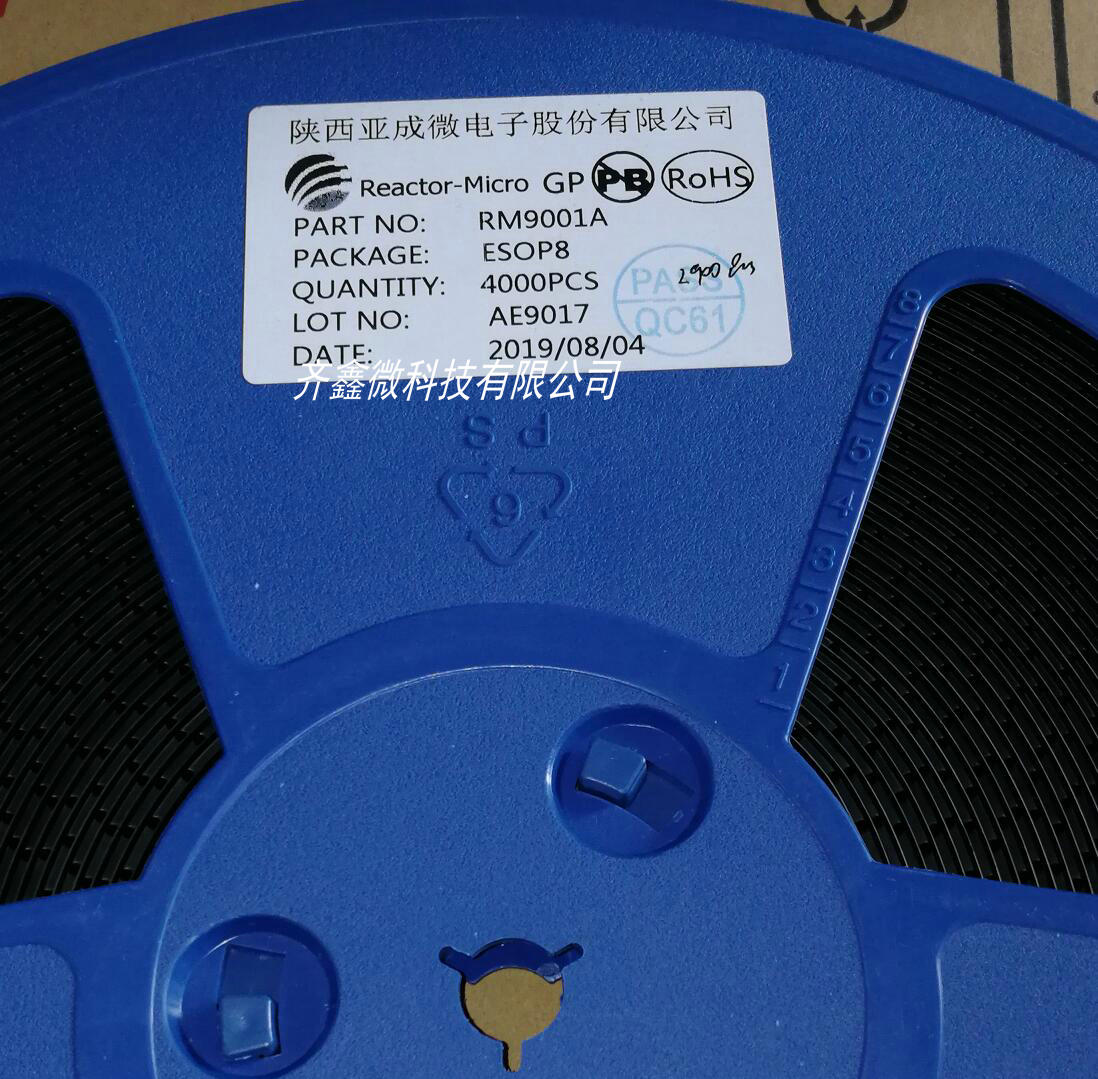 陕西亚成微电子股份有限公司
Reactor-Micro GP PB RoHS
PART NO: RM9001A
PACKAGE: ESOP8
QUANTITY: 4000PCS
LOT NO: AE9017
DATE: 2019/08/04
PASS
QC61
齐鑫微科技有限公司
PS
6
8
7
6
5
4
3
2
1